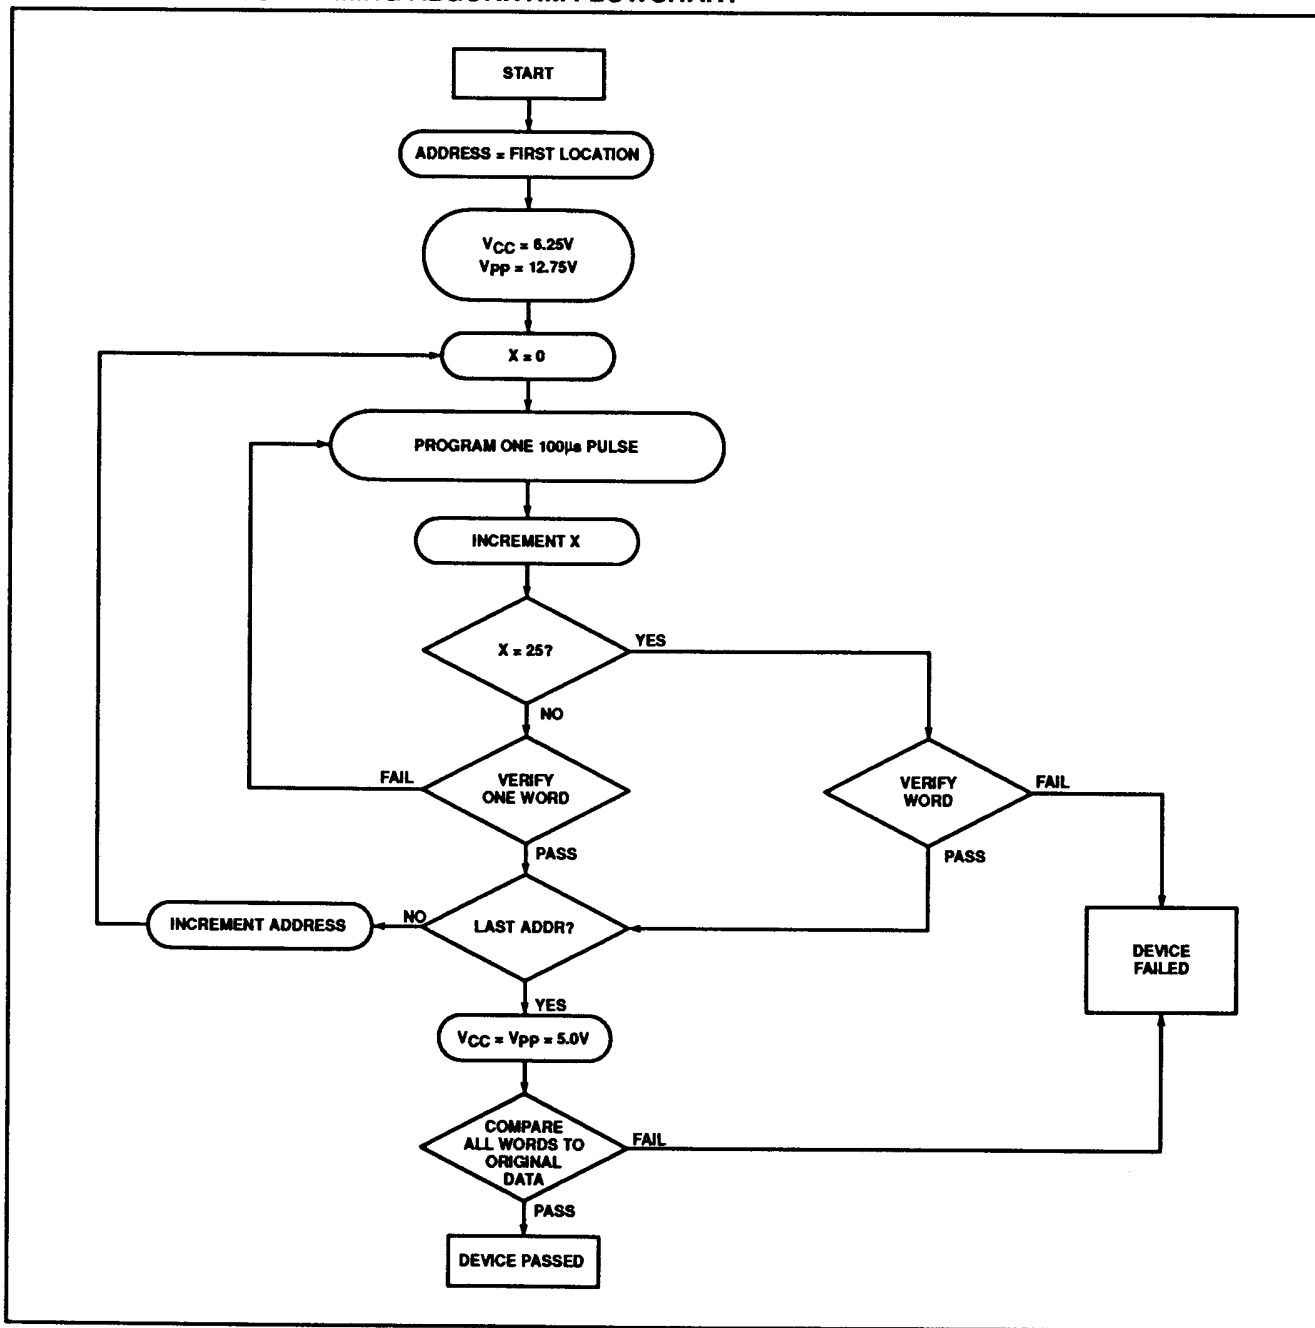 START
ADDRESS = FIRST LOCATION
VCC = 6.25V
VPP = 12.75V
X = 0
PROGRAM ONE 100µs PULSE
INCREMENT X
X = 25?
YES
NO
VERIFY
ONE WORD
FAIL
PASS
VERIFY
WORD
FAIL
PASS
INCREMENT ADDRESS
NO
LAST ADDR?
YES
DEVICE
FAILED
VCC = VPP = 5.0V
COMPARE
ALL WORDS TO
ORIGINAL
DATA
FAIL
PASS
DEVICE PASSED